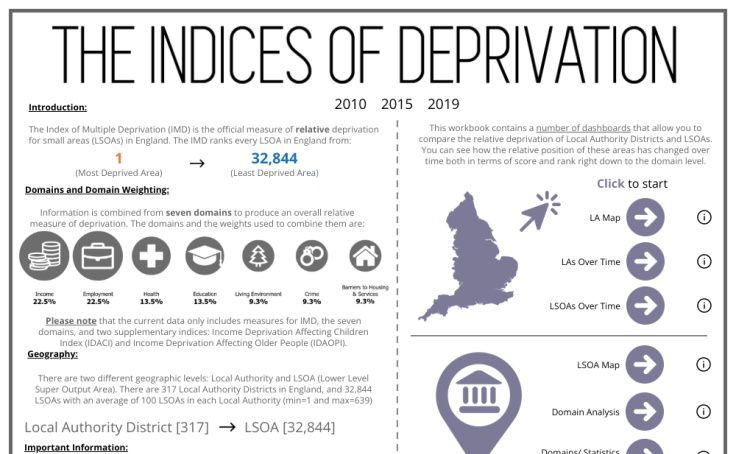 THE INDICES OF DEPRIVATION
2010 2015 2019
Introduction:
The Index of Multiple Deprivation (IMD) is the official measure of relative deprivation
for small areas (LSOAs) in England. The IMD ranks every LSOA in England from:
1 → 32,844
(Most Deprived Area) (Least Deprived Area)
Domains and Domain Weighting:
Information is combined from seven domains to produce an overall relative
measure of deprivation. The domains and the weights used to combine them are:
Income Employment Health Education Living Environment Crime Barriers to Housing
& Services
22.5% 22.5% 13.5% 13.5% 9.3% 9.3% 9.3%
Please note that the current data only includes measures for IMD, the seven
domains, and two supplementary indices: Income Deprivation Affecting Children
Index (IDACI) and Income Deprivation Affecting Older People (IDAOPI).
Geography:
There are two different geographic levels: Local Authority and LSOA (Lower Level
Super Output Area). There are 317 Local Authority Districts in England, and 32,844
LSOAs with an average of 100 LSOAs in each Local Authority (min=1 and max=639)
Local Authority District [317] → LSOA [32,844]
Important Information:
This workbook contains a number of dashboards that allow you to
compare the relative deprivation of Local Authority Districts and LSOAs.
You can see how the relative position of these areas has changed over
time both in terms of score and rank right down to the domain level.
Click to start
LA Map
LAs Over Time
LSOAs Over Time
LSOA Map
Domain Analysis
Domains/ Statistics